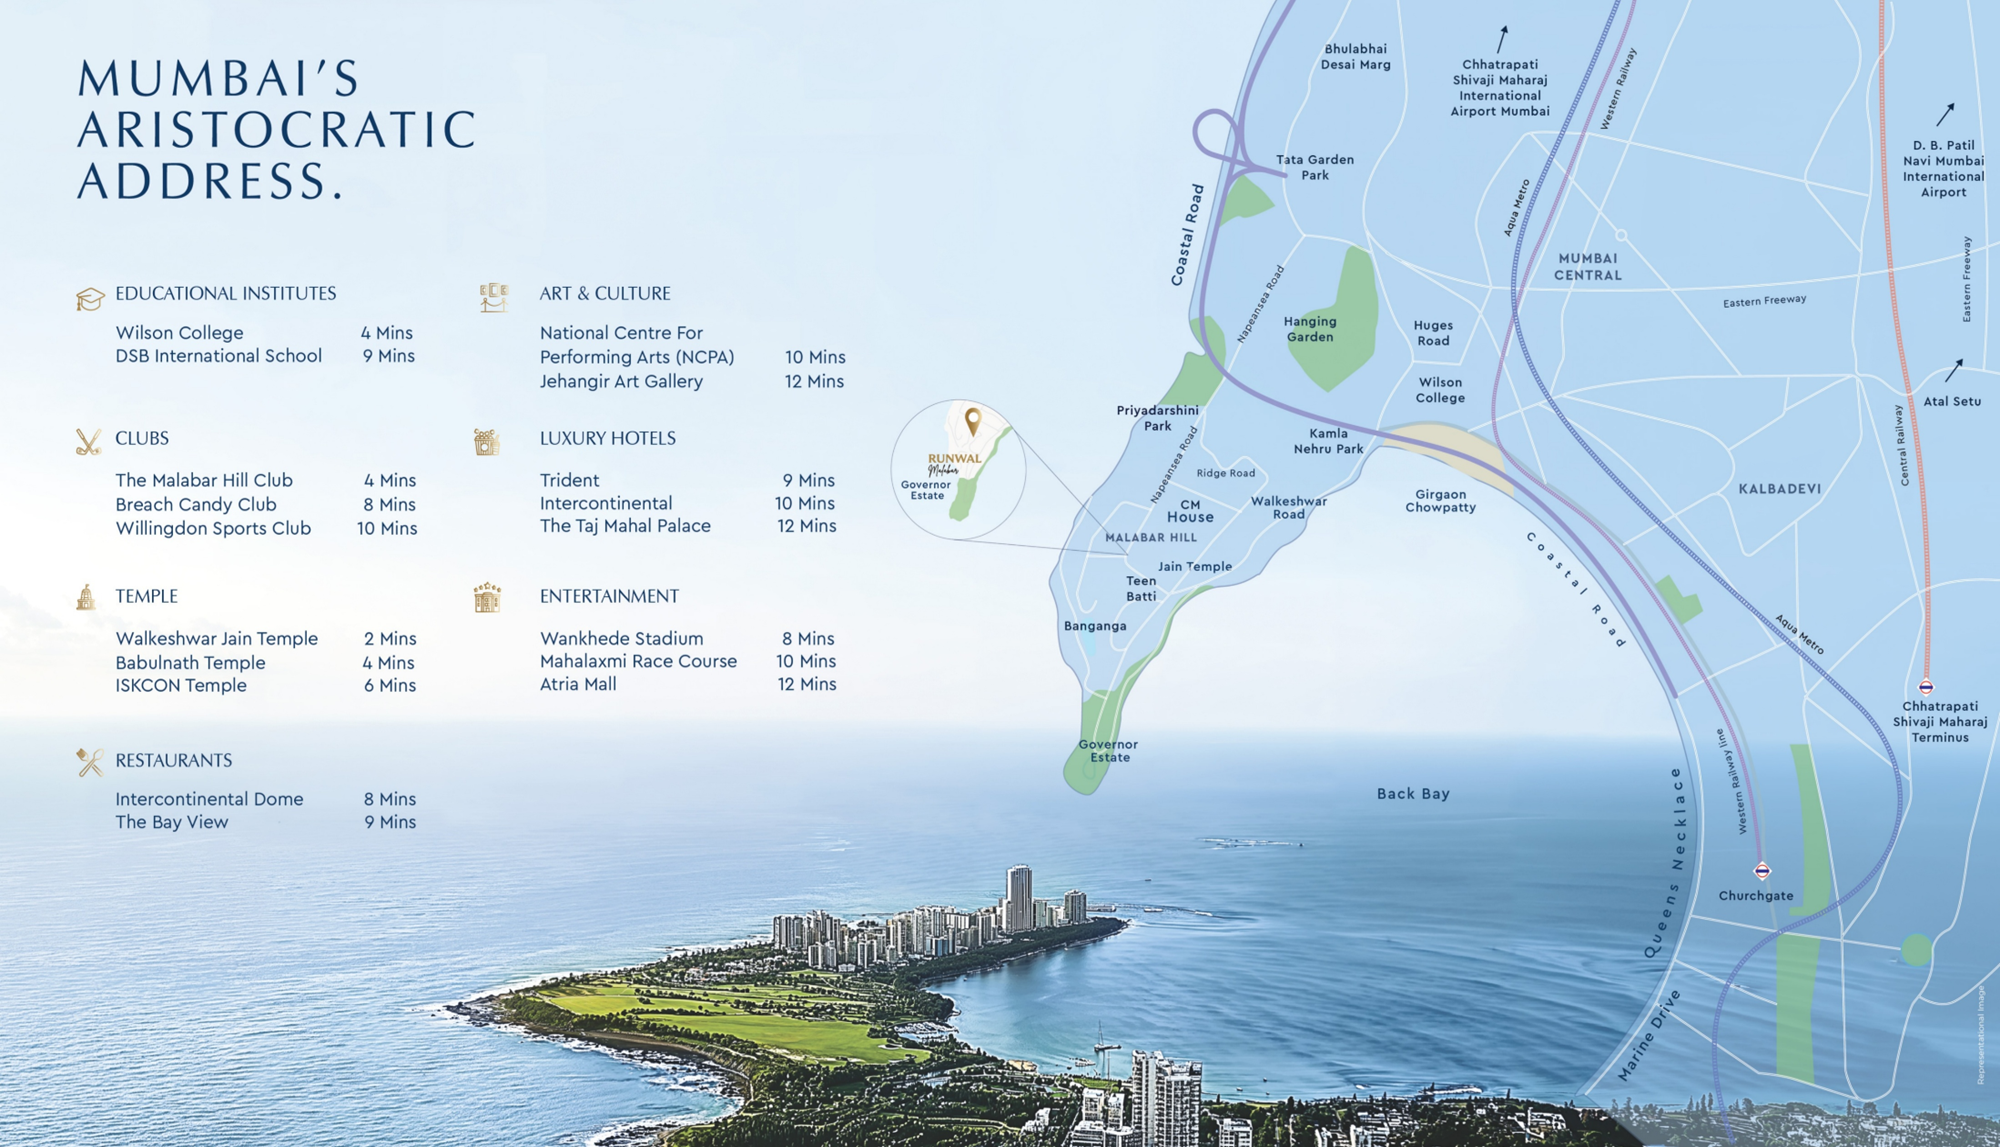 MUMBAI'S
ARISTOCRATIC
ADDRESS.
EDUCATIONAL INSTITUTES
Wilson College 4 Mins
DSB International School 9 Mins
CLUBS
The Malabar Hill Club 4 Mins
Breach Candy Club 8 Mins
Willingdon Sports Club 10 Mins
TEMPLE
Walkeshwar Jain Temple 2 Mins
Babulnath Temple 4 Mins
ISKCON Temple 6 Mins
RESTAURANTS
Intercontinental Dome 8 Mins
The Bay View 9 Mins
ART & CULTURE
National Centre For
Performing Arts (NCPA) 10 Mins
Jehangir Art Gallery 12 Mins
LUXURY HOTELS
Trident 9 Mins
Intercontinental 10 Mins
The Taj Mahal Palace 12 Mins
ENTERTAINMENT
Wankhede Stadium 8 Mins
Mahalaxmi Race Course 10 Mins
Atria Mall 12 Mins
RUNWAL
Malabar
Governor
Estate
Bhulabhai
Desai Marg
Chhatrapati
Shivaji Maharaj
International
Airport Mumbai
Western Railway
D. B. Patil
Navi Mumbai
International
Airport
Tata Garden
Park
Coastal Road
Aqua Metro
MUMBAI
CENTRAL
Eastern Freeway
Eastern Freeway
Napeansea Road
Hanging
Garden
Huges
Road
Wilson
College
Atal Setu
Central Railway
Priyadarshini
Park
Kamla
Nehru Park
Napeansea Road
Ridge Road
CM
House
Walkeshwar
Road
Girgaon
Chowpatty
KALBADEVI
MALABAR HILL
Jain Temple
Teen
Batti
Coastal Road
Banganga
Aqua Metro
Chhatrapati
Shivaji Maharaj
Terminus
Governor
Estate
Back Bay
Western Railway line
Queens Necklace
Churchgate
Marine Drive
Representational Image